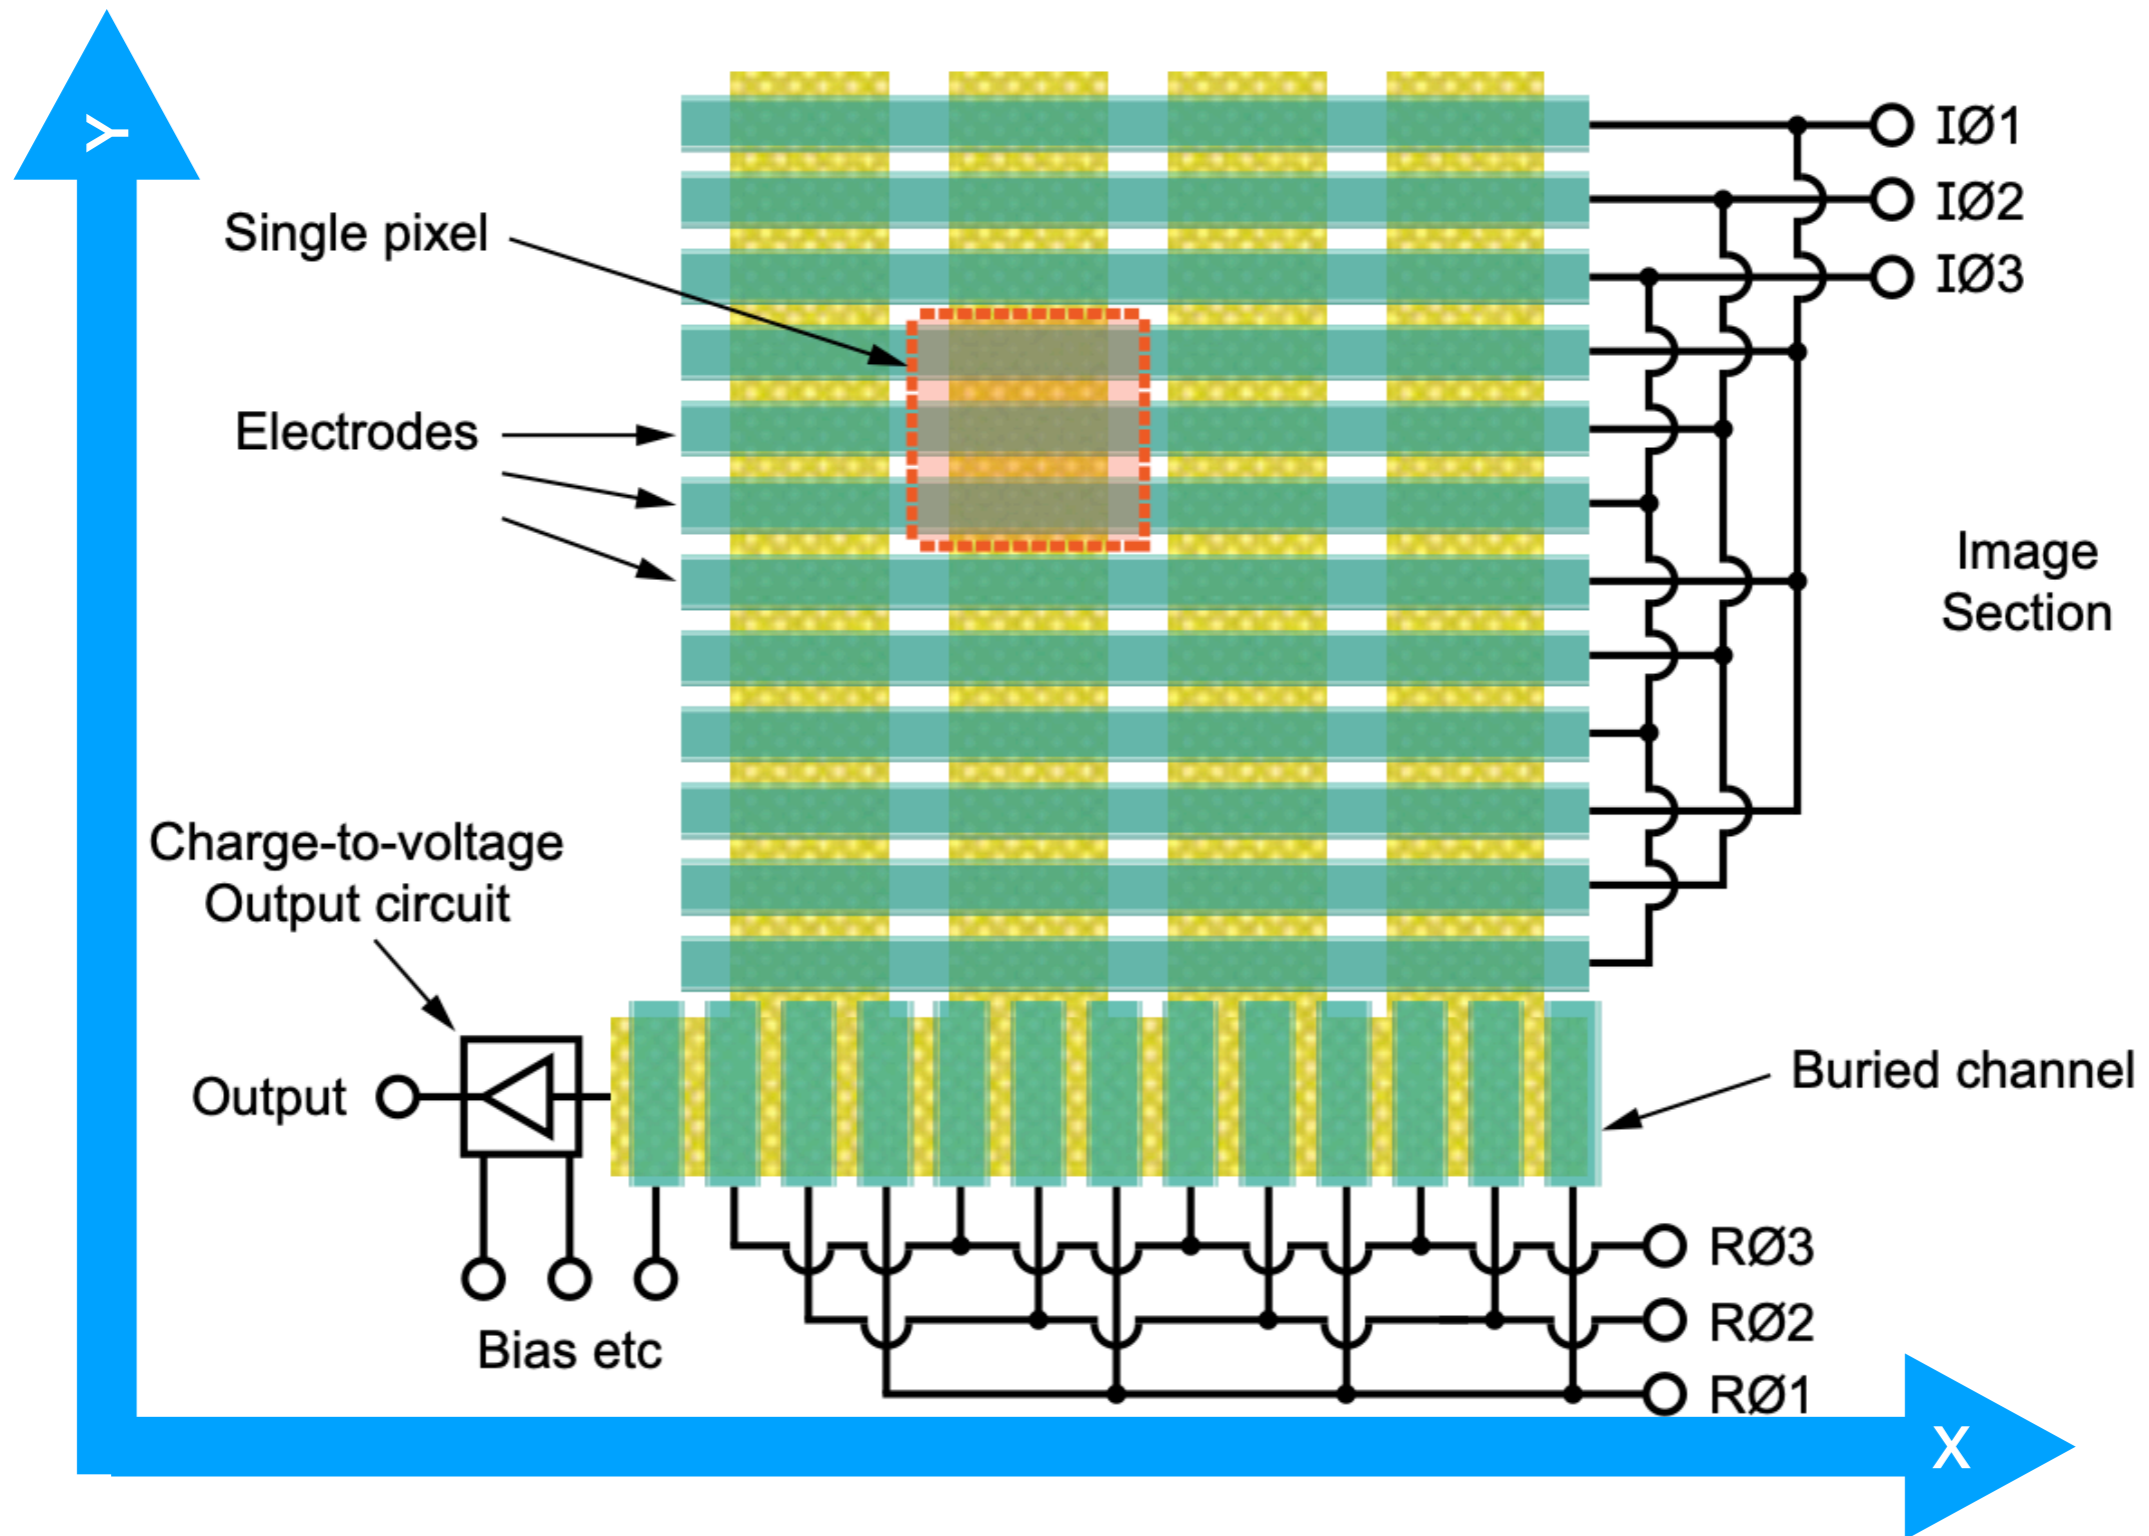 Y
IØ1
IØ2
IØ3
Single pixel
Electrodes
Image
Section
Charge-to-voltage
Output circuit
Output
Buried channel
Bias etc
RØ3
RØ2
RØ1
X